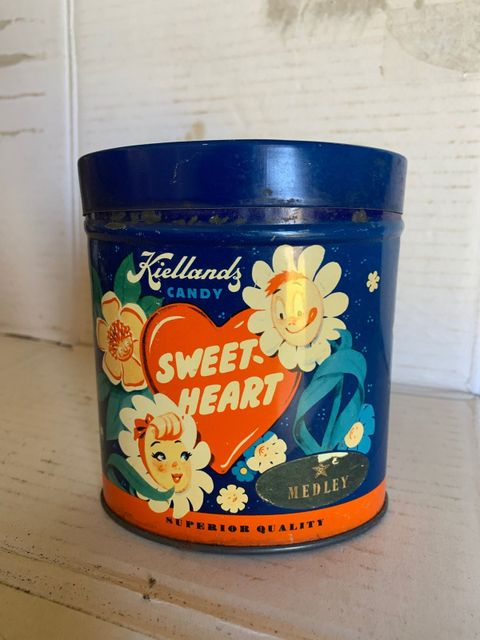 Kiellands
CANDY
SWEET-
HEART
MEDLEY
SUPERIOR QUALITY